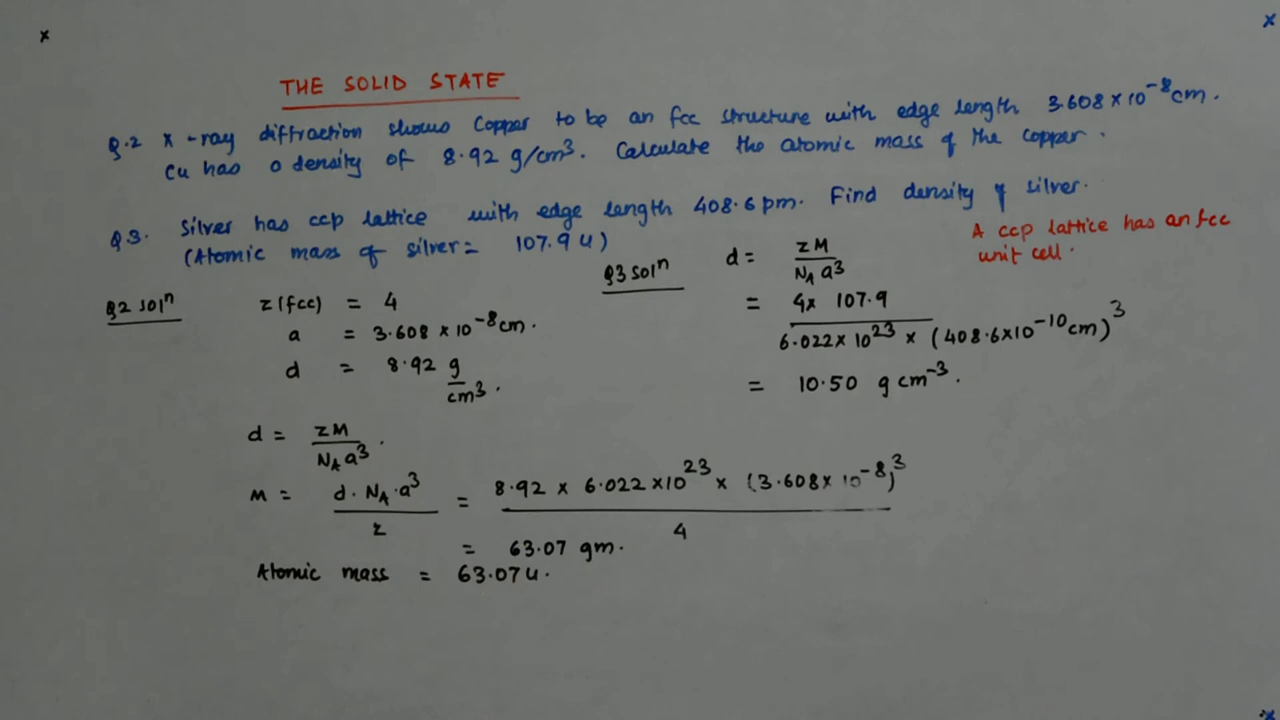 THE SOLID STATE
Q.2 X-ray diffraction shows Copper to be an fcc structure with edge length 3.608 × 10⁻⁸ cm.
Cu has a density of 8.92 g/cm³. Calculate the atomic mass of the copper.
Q3. Silver has ccp lattice with edge length 408.6 pm. Find density of silver.
(Atomic mass of silver = 107.9 u)
A ccp lattice has an fcc
unit cell.
Q2 solⁿ
z (fcc) = 4
a = 3.608 × 10⁻⁸ cm.
d = 8.92 g/cm³.
d = zM / N_A a³.
M = d · N_A · a³ / z = 8.92 × 6.022 × 10²³ × (3.608 × 10⁻⁸)³ / 4
= 63.07 gm.
Atomic mass = 63.07 u.
Q3 solⁿ
d = zM / N_A a³
= 4 × 107.9 / 6.022 × 10²³ × (408.6 × 10⁻¹⁰ cm)³
= 10.50 g cm⁻³.